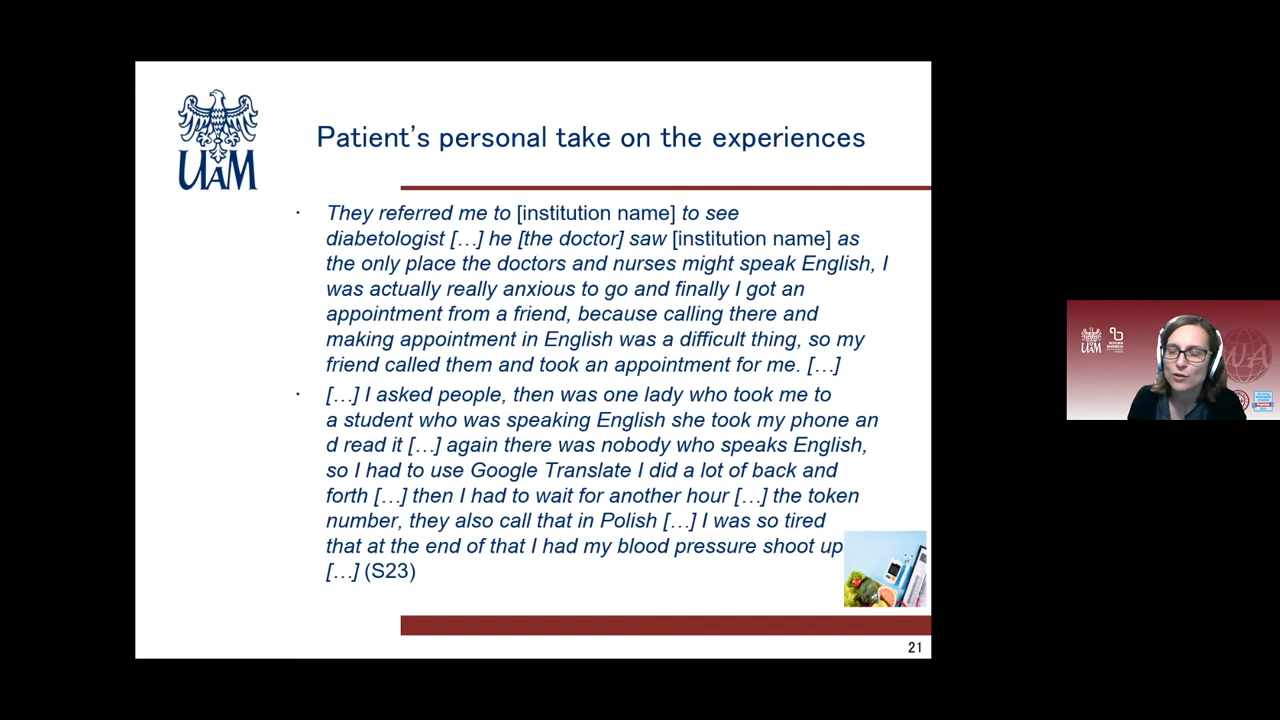 UAM
Patient’s personal take on the experiences
· They referred me to [institution name] to see
diabetologist […] he [the doctor] saw [institution name] as
the only place the doctors and nurses might speak English, I
was actually really anxious to go and finally I got an
appointment from a friend, because calling there and
making appointment in English was a difficult thing, so my
friend called them and took an appointment for me. […]
· […] I asked people, then was one lady who took me to
a student who was speaking English she took my phone an
d read it […] again there was nobody who speaks English,
so I had to use Google Translate I did a lot of back and
forth […] then I had to wait for another hour […] the token
number, they also call that in Polish […] I was so tired
that at the end of that I had my blood pressure shoot up
[…] (S23)
21
UAM